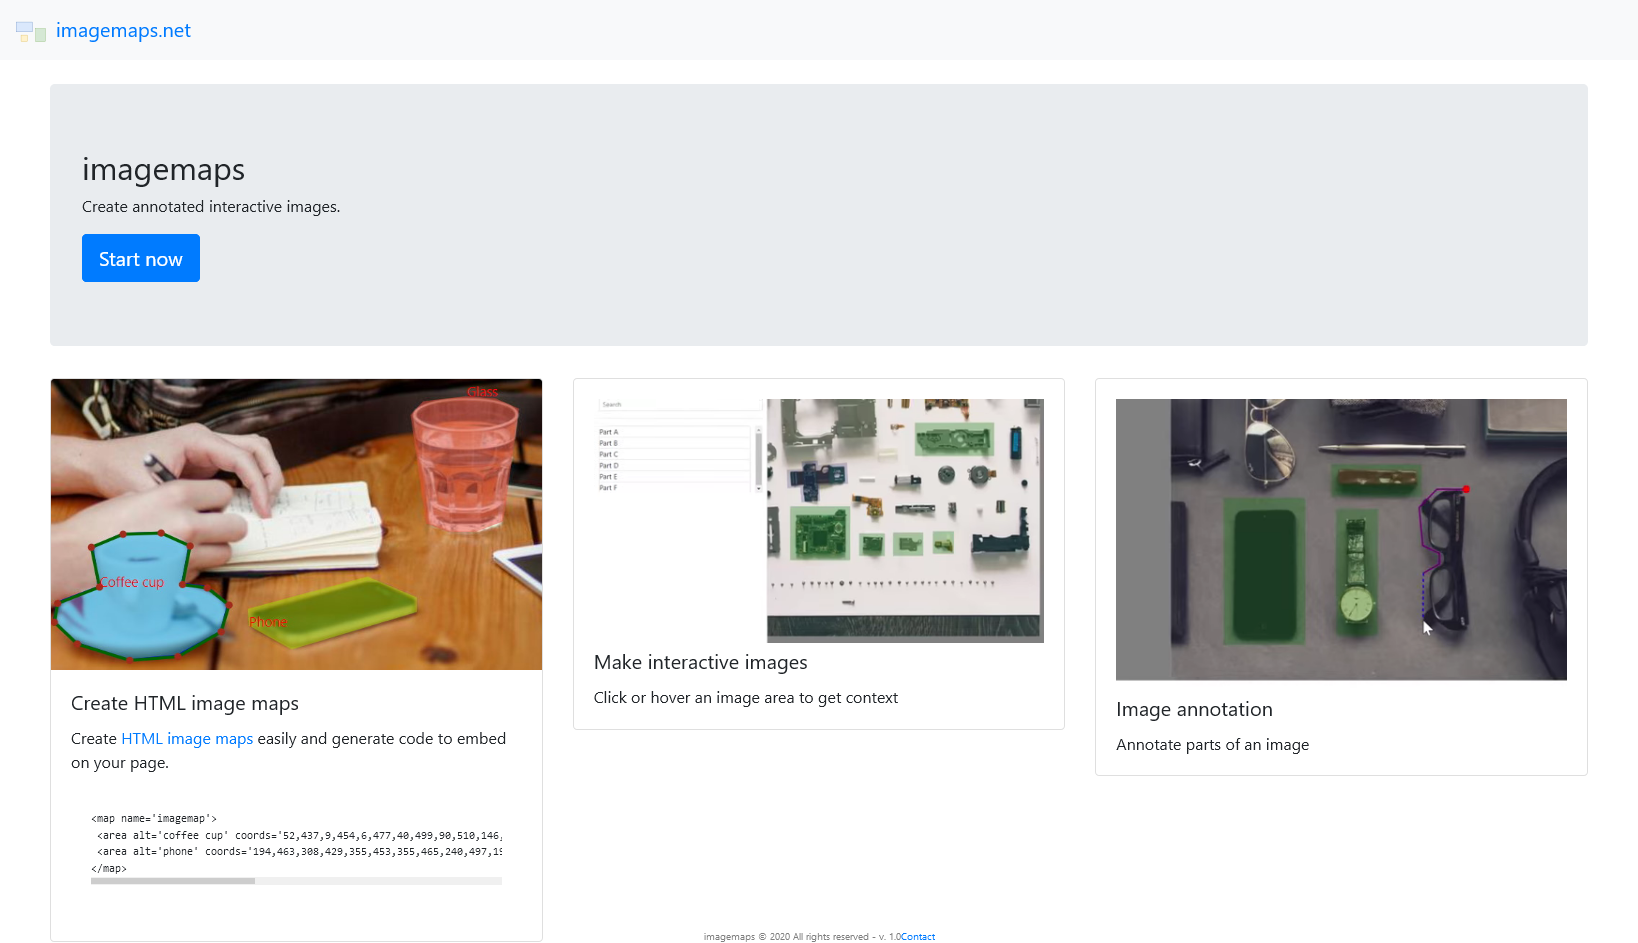 imagemaps.net
imagemaps
Create annotated interactive images.
Start now
Glass
Coffee cup
Phone
Create HTML image maps
Create HTML image maps easily and generate code to embed
on your page.
<map name='imagemap'>
<area alt='coffee cup' coords='52,437,9,454,6,477,40,499,90,510,146,
<area alt='phone' coords='194,463,308,429,355,453,355,465,240,497,19
</map>
Search
Part A
Part B
Part C
Part D
Part E
Part F
Make interactive images
Click or hover an image area to get context
Image annotation
Annotate parts of an image
imagemaps © 2020 All rights reserved - v. 1.0Contact